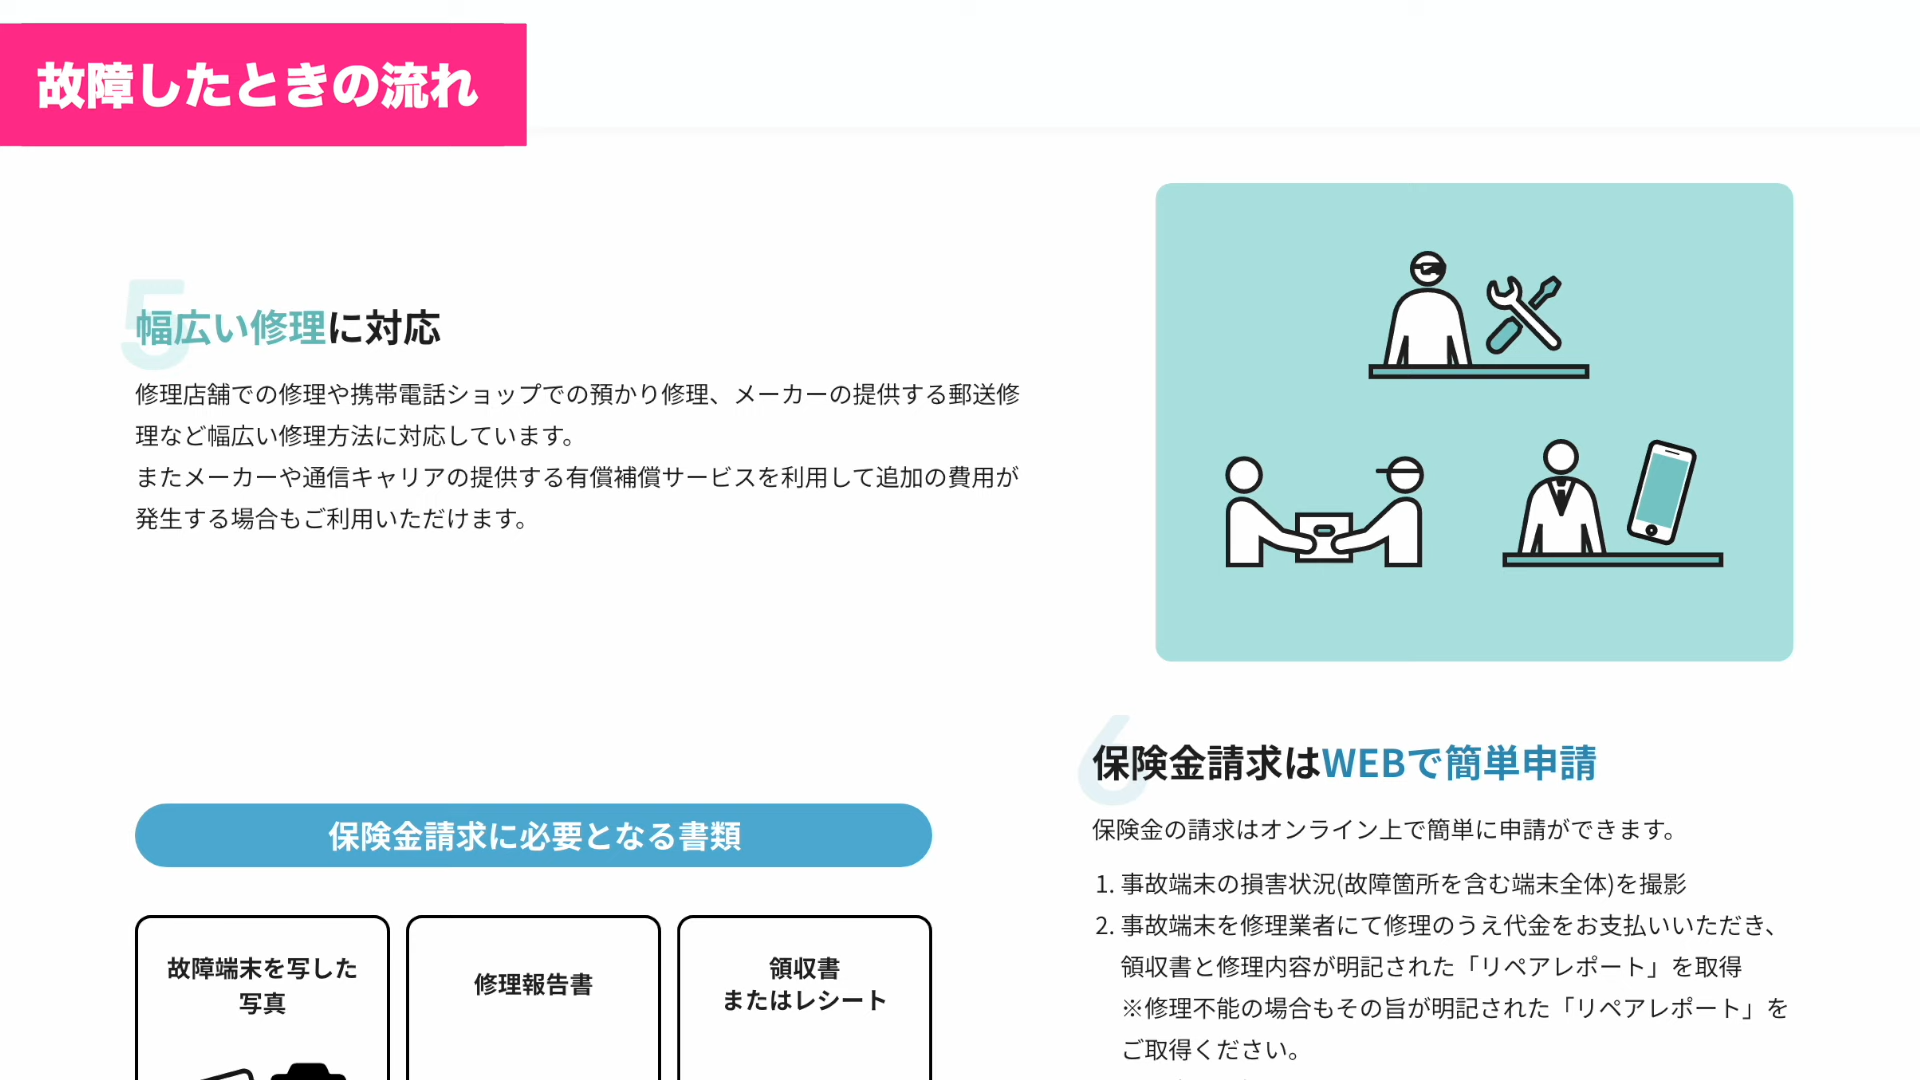 故障したときの流れ
5
幅広い修理に対応
修理店舗での修理や携帯電話ショップでの預かり修理、メーカーの提供する郵送修
理など幅広い修理方法に対応しています。
またメーカーや通信キャリアの提供する有償補償サービスを利用して追加の費用が
発生する場合もご利用いただけます。
6
保険金請求はWEBで簡単申請
保険金の請求はオンライン上で簡単に申請ができます。
1. 事故端末の損害状況(故障箇所を含む端末全体)を撮影
2. 事故端末を修理業者にて修理のうえ代金をお支払いいただき、
領収書と修理内容が明記された「リペアレポート」を取得
※修理不能の場合もその旨が明記された「リペアレポート」を
ご取得ください。
保険金請求に必要となる書類
故障端末を写した
写真
修理報告書
領収書
またはレシート